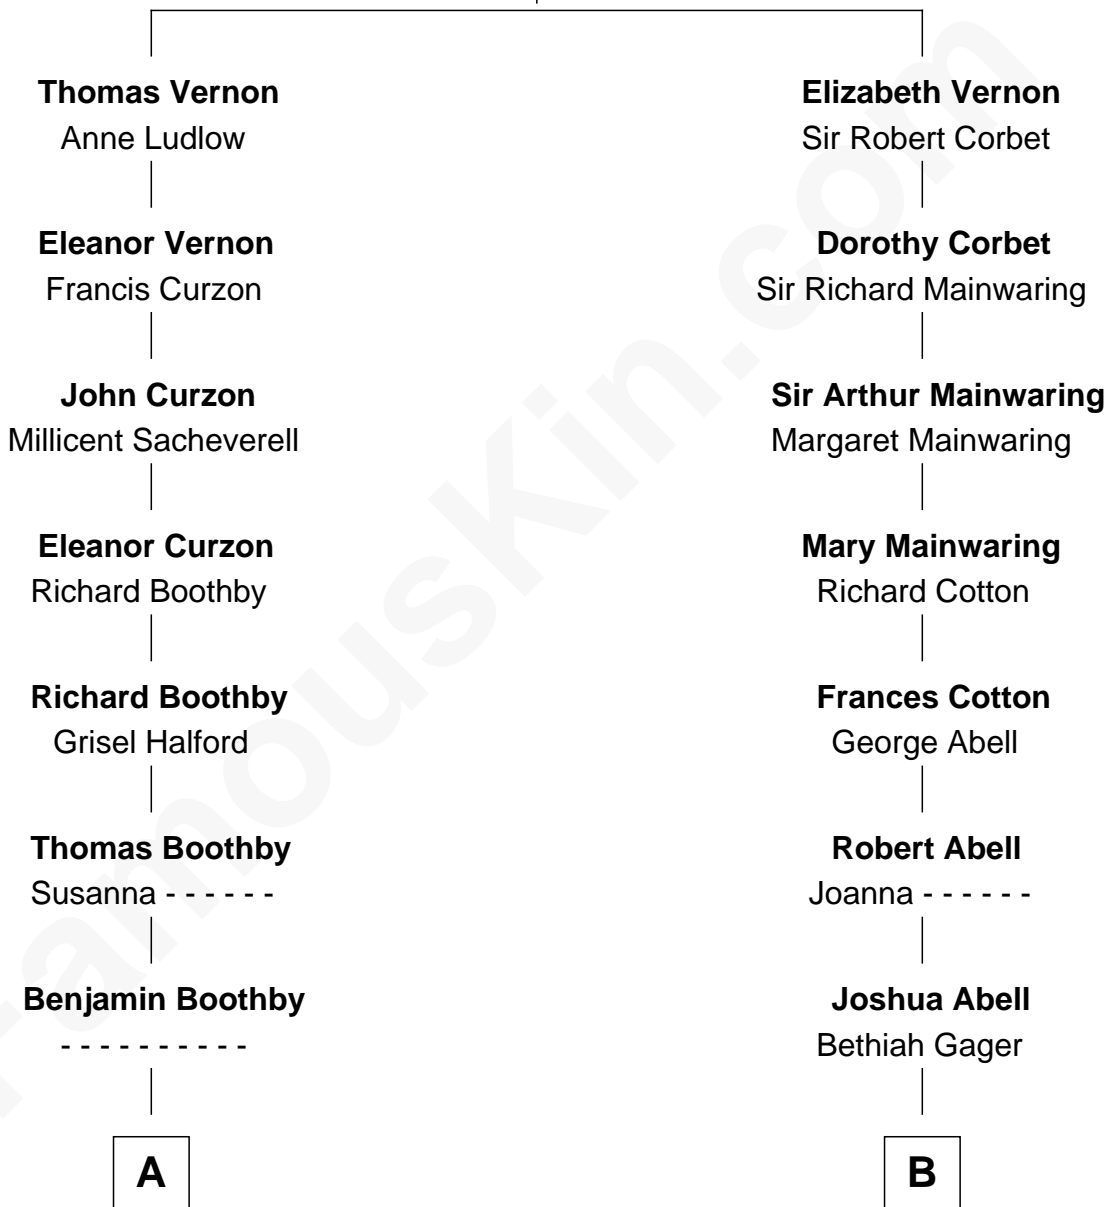 Thomas Vernon
Anne Ludlow
Eleanor Vernon
Francis Curzon
John Curzon
Millicent Sacheverell
Eleanor Curzon
Richard Boothby
Richard Boothby
Grisel Halford
Thomas Boothby
Susanna - - - - - -
Benjamin Boothby
- - - - - - - - - -
A
Elizabeth Vernon
Sir Robert Corbet
Dorothy Corbet
Sir Richard Mainwaring
Sir Arthur Mainwaring
Margaret Mainwaring
Mary Mainwaring
Richard Cotton
Frances Cotton
George Abell
Robert Abell
Joanna - - - - - -
Joshua Abell
Bethiah Gager
B
FamousKin.com